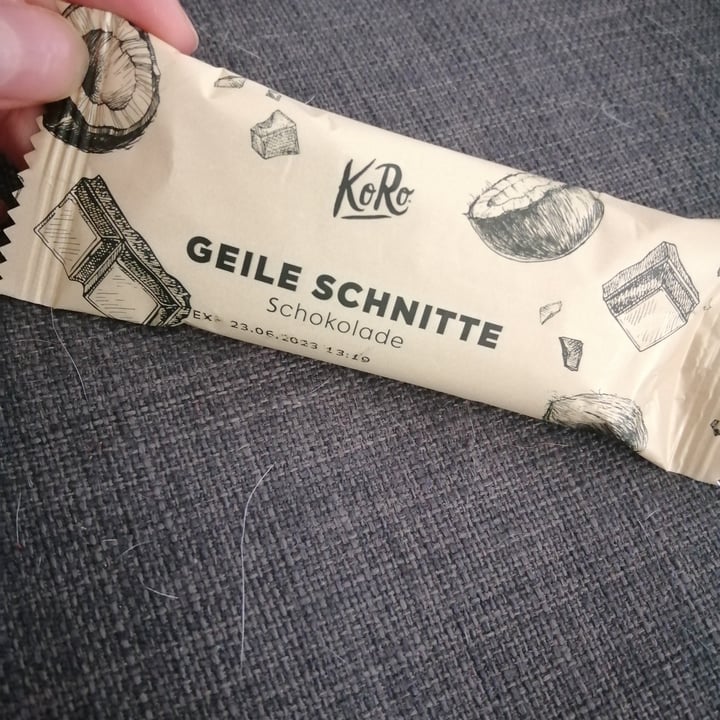 KoRo
GEILE SCHNITTE
Schokolade
EXP 23.06.2023 13:19